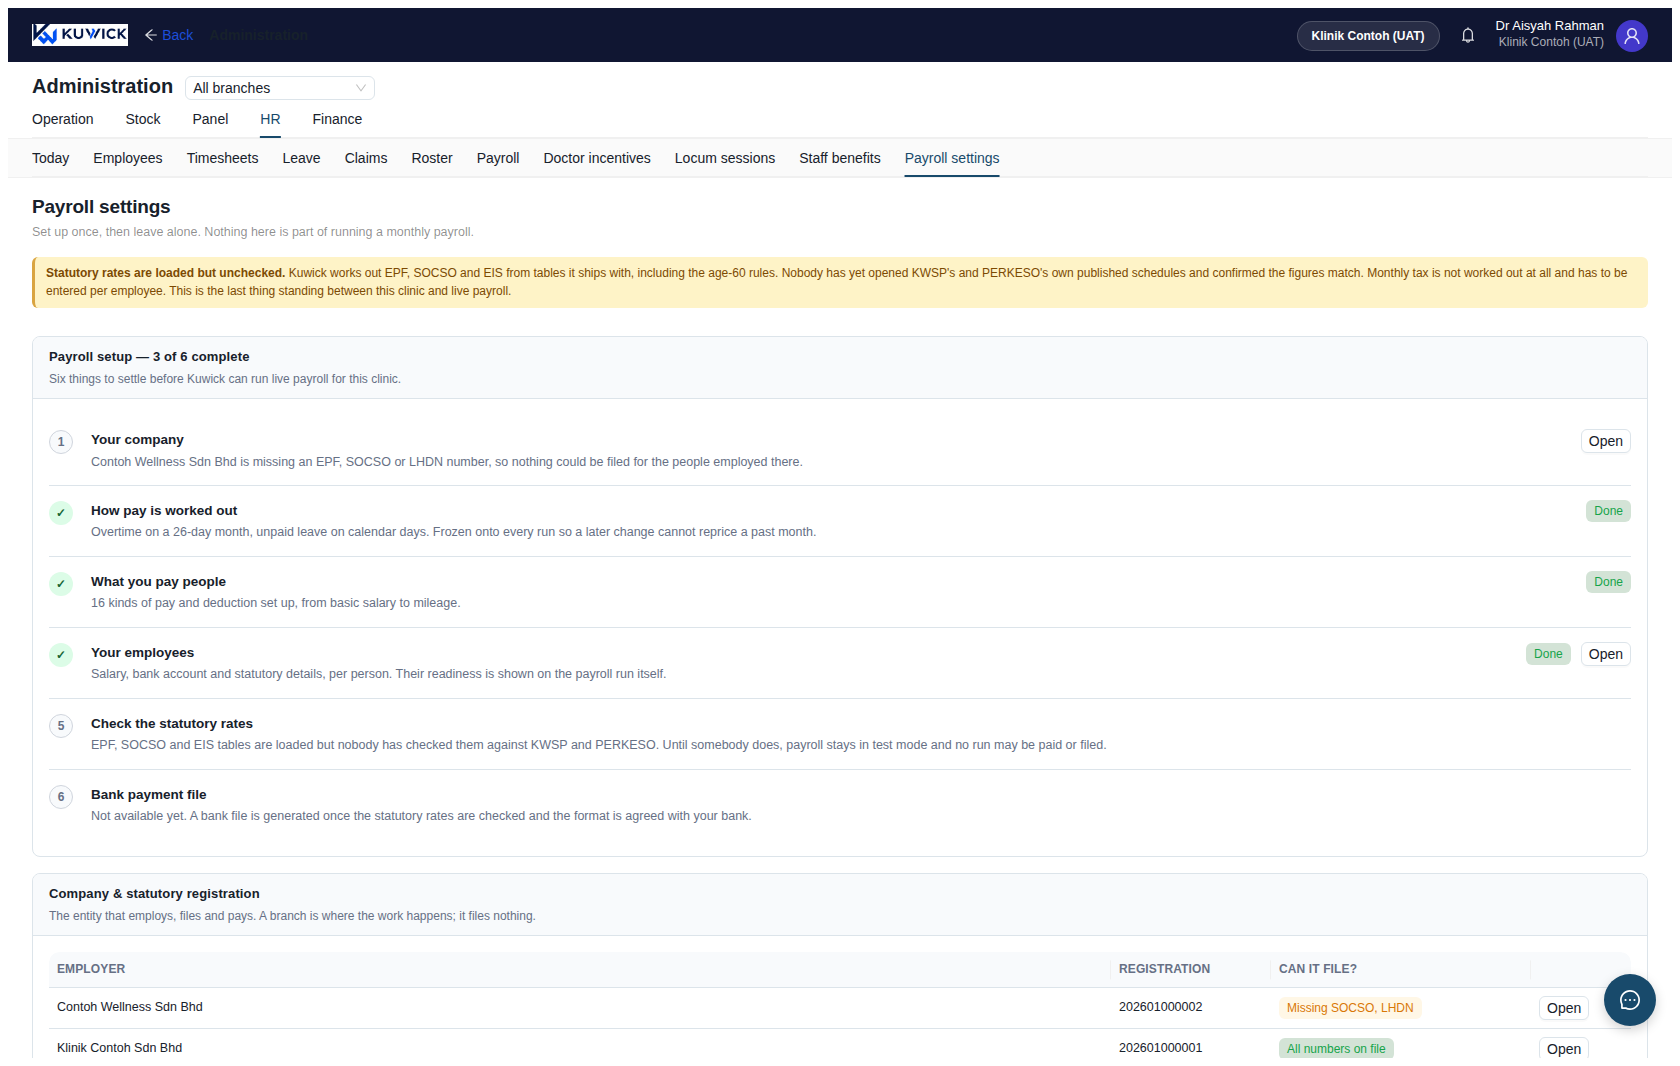 KUWICK
Back Administration
Klinik Contoh (UAT)
Dr Aisyah Rahman
Klinik Contoh (UAT)
Administration
All branches
Operation Stock Panel HR Finance
Today Employees Timesheets Leave Claims Roster Payroll Doctor incentives Locum sessions Staff benefits Payroll settings
Payroll settings
Set up once, then leave alone. Nothing here is part of running a monthly payroll.
Statutory rates are loaded but unchecked. Kuwick works out EPF, SOCSO and EIS from tables it ships with, including the age-60 rules. Nobody has yet opened KWSP's and PERKESO's own published schedules and confirmed the figures match. Monthly tax is not worked out at all and has to be
entered per employee. This is the last thing standing between this clinic and live payroll.
Payroll setup — 3 of 6 complete
Six things to settle before Kuwick can run live payroll for this clinic.
1 Your company Open
Contoh Wellness Sdn Bhd is missing an EPF, SOCSO or LHDN number, so nothing could be filed for the people employed there.
✓ How pay is worked out Done
Overtime on a 26-day month, unpaid leave on calendar days. Frozen onto every run so a later change cannot reprice a past month.
✓ What you pay people Done
16 kinds of pay and deduction set up, from basic salary to mileage.
✓ Your employees Done Open
Salary, bank account and statutory details, per person. Their readiness is shown on the payroll run itself.
5 Check the statutory rates
EPF, SOCSO and EIS tables are loaded but nobody has checked them against KWSP and PERKESO. Until somebody does, payroll stays in test mode and no run may be paid or filed.
6 Bank payment file
Not available yet. A bank file is generated once the statutory rates are checked and the format is agreed with your bank.
Company & statutory registration
The entity that employs, files and pays. A branch is where the work happens; it files nothing.
EMPLOYER REGISTRATION CAN IT FILE?
Contoh Wellness Sdn Bhd 202601000002 Missing SOCSO, LHDN Open
Klinik Contoh Sdn Bhd 202601000001 All numbers on file Open